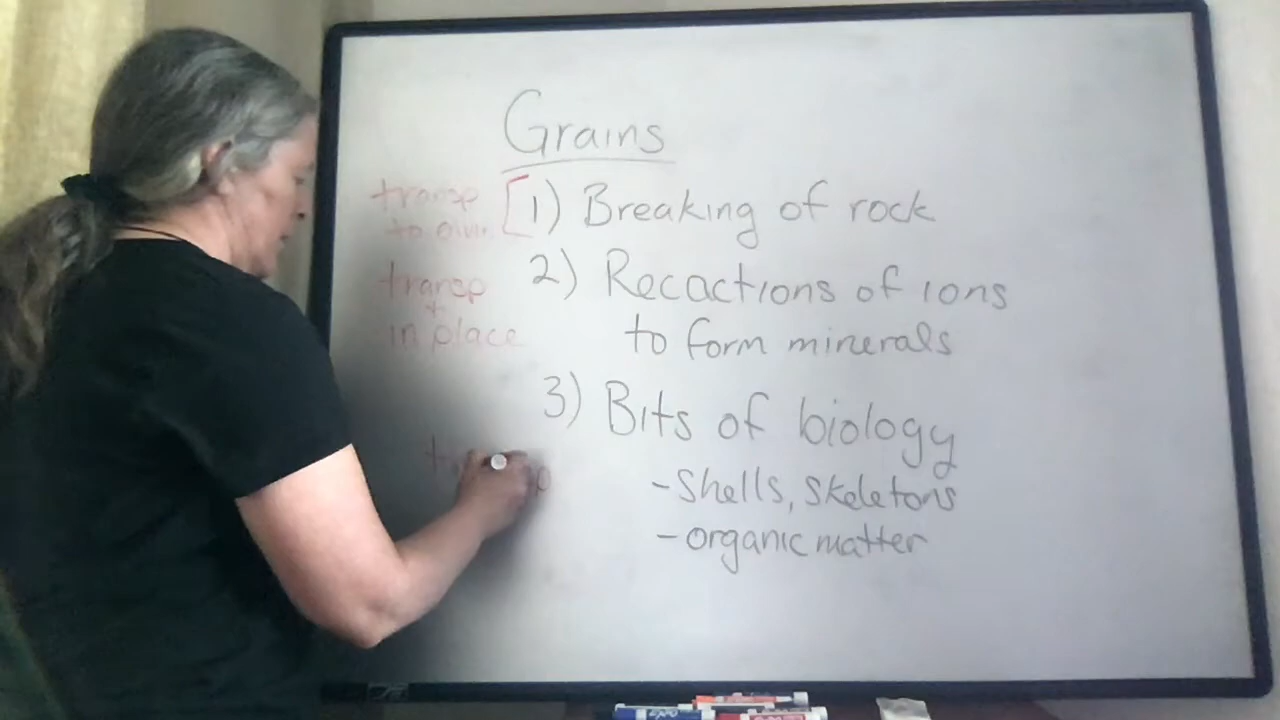 Grains
transp
to
1) Breaking of rock
transp
+
in place
2) Recactions of ions
to form minerals
3) Bits of biology
- Shells, skeletons
- organic matter